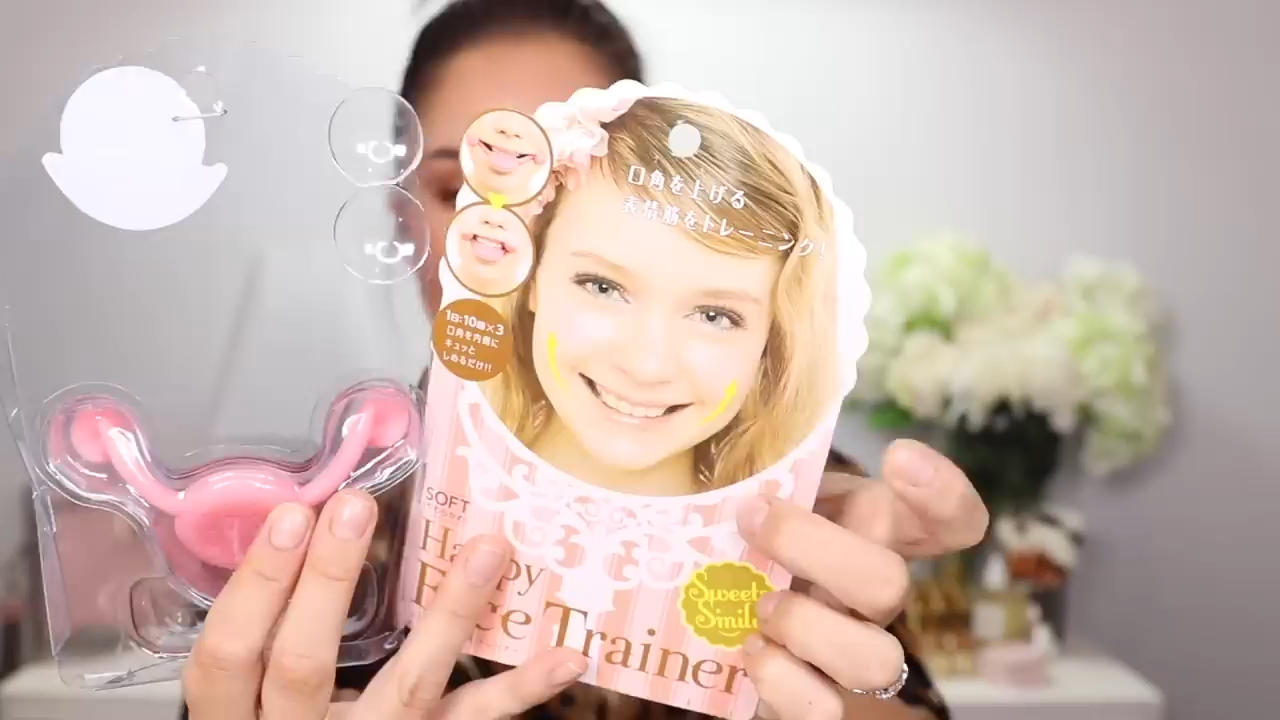 口角を上げる
表情筋をトレーニング!
1日:10回×3
口角を内側に
キュッと
しめるだけ!!
SOFT
Happy
Face Trainer
Sweet
Smile